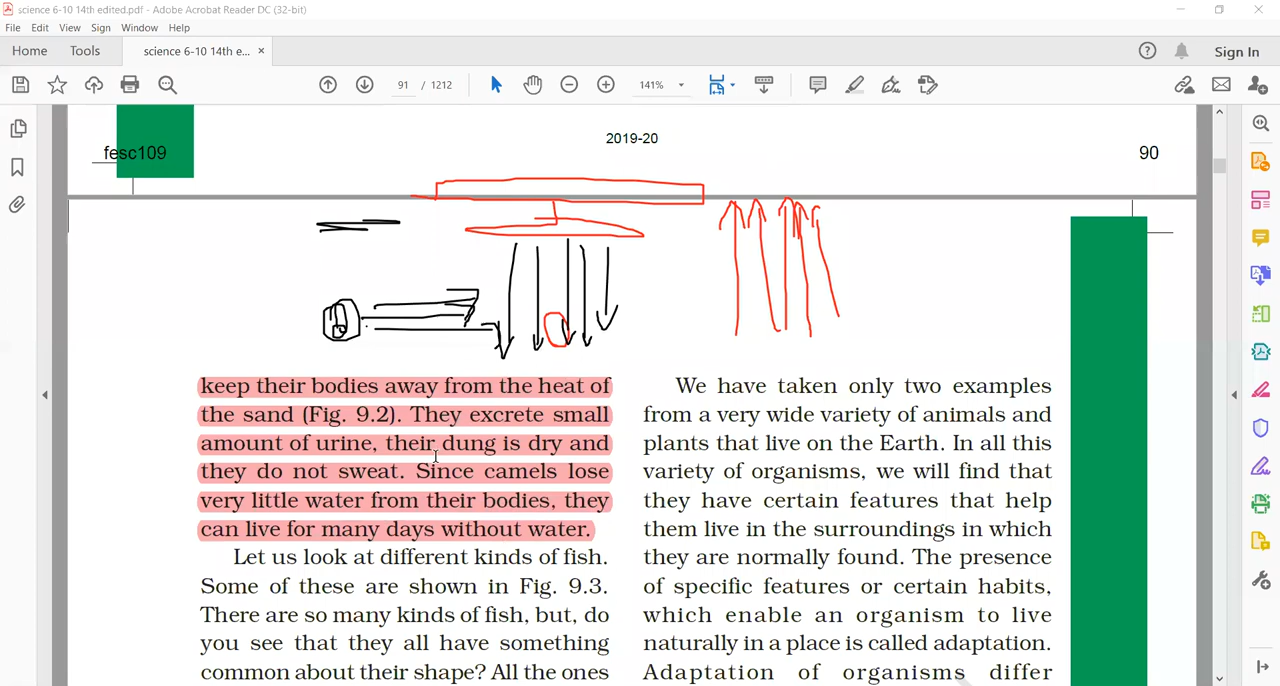 science 6-10 14th edited.pdf - Adobe Acrobat Reader DC (32-bit)
File Edit View Sign Window Help
Home Tools science 6-10 14th e... × Sign In
91 / 1212 141%
2019-20
fesc109 90
keep their bodies away from the heat of
the sand (Fig. 9.2). They excrete small
amount of urine, their dung is dry and
they do not sweat. Since camels lose
very little water from their bodies, they
can live for many days without water.
Let us look at different kinds of fish.
Some of these are shown in Fig. 9.3.
There are so many kinds of fish, but, do
you see that they all have something
common about their shape? All the ones
We have taken only two examples
from a very wide variety of animals and
plants that live on the Earth. In all this
variety of organisms, we will find that
they have certain features that help
them live in the surroundings in which
they are normally found. The presence
of specific features or certain habits,
which enable an organism to live
naturally in a place is called adaptation.
Adaptation of organisms differ